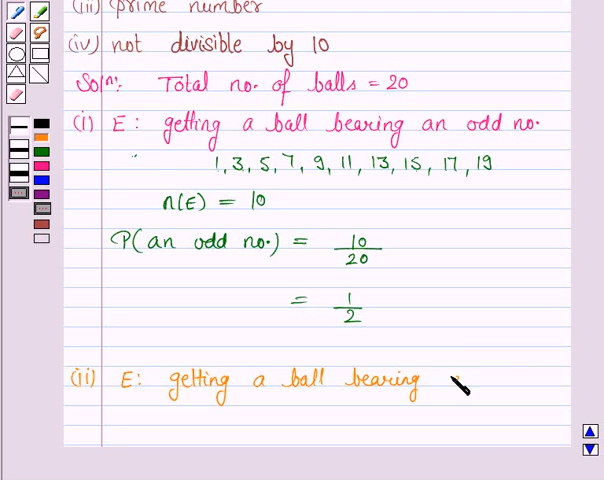 (iii) prime number
(iv) not divisible by 10
Solⁿ: Total no. of balls = 20
(i) E: getting a ball bearing an odd no.
1, 3, 5, 7, 9, 11, 13, 15, 17, 19
n(E) = 10
P(an odd no.) = 10/20
= 1/2
(ii) E: getting a ball bearing